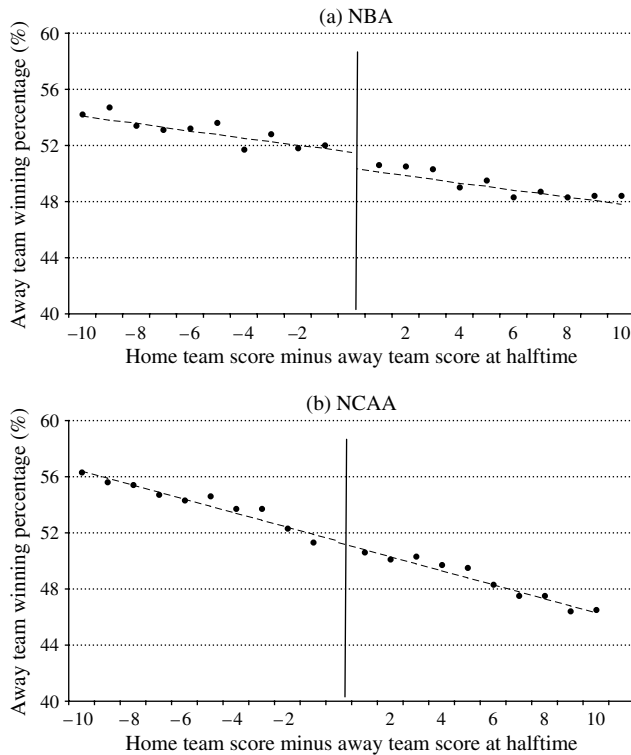 (a) NBA
Away team winning percentage (%)
60
56
52
48
44
40
−10 −8 −6 −4 −2 2 4 6 8 10
Home team score minus away team score at halftime
(b) NCAA
Away team winning percentage (%)
60
56
52
48
44
40
−10 −8 −6 −4 −2 2 4 6 8 10
Home team score minus away team score at halftime